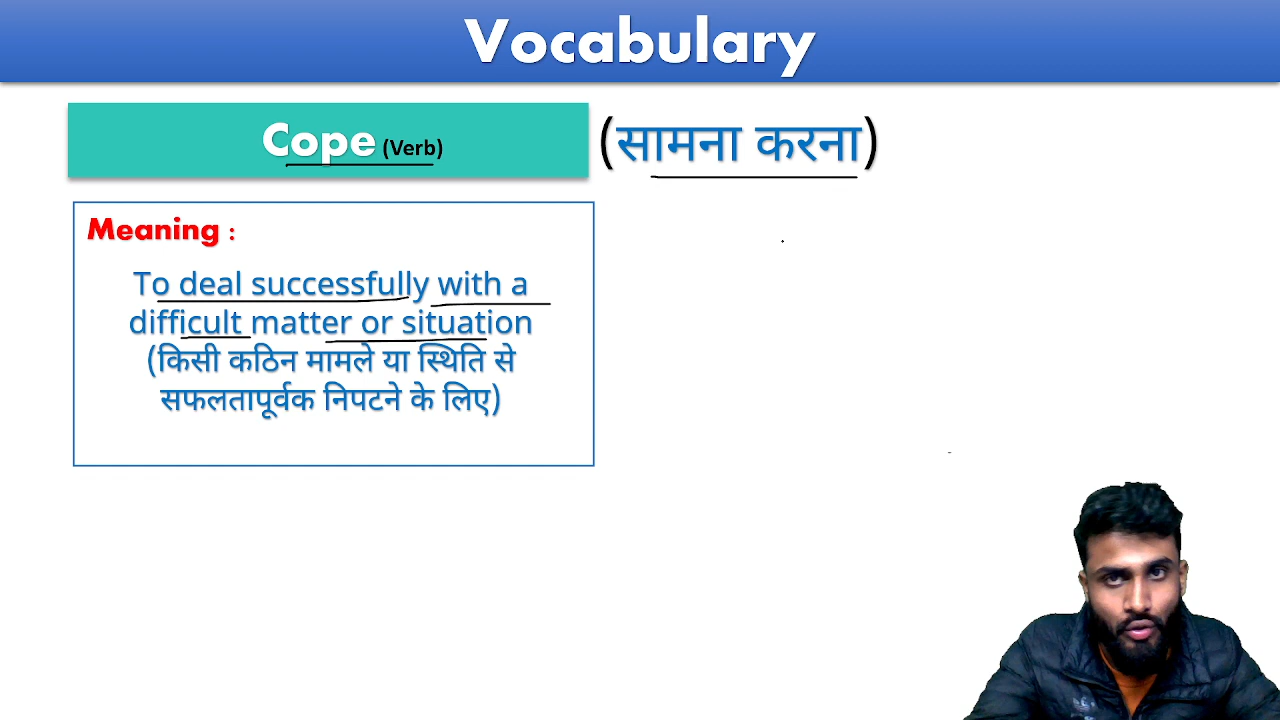 Vocabulary
Cope (Verb) (सामना करना)
Meaning :
To deal successfully with a
difficult matter or situation
(किसी कठिन मामले या स्थिति से
सफलतापूर्वक निपटने के लिए)